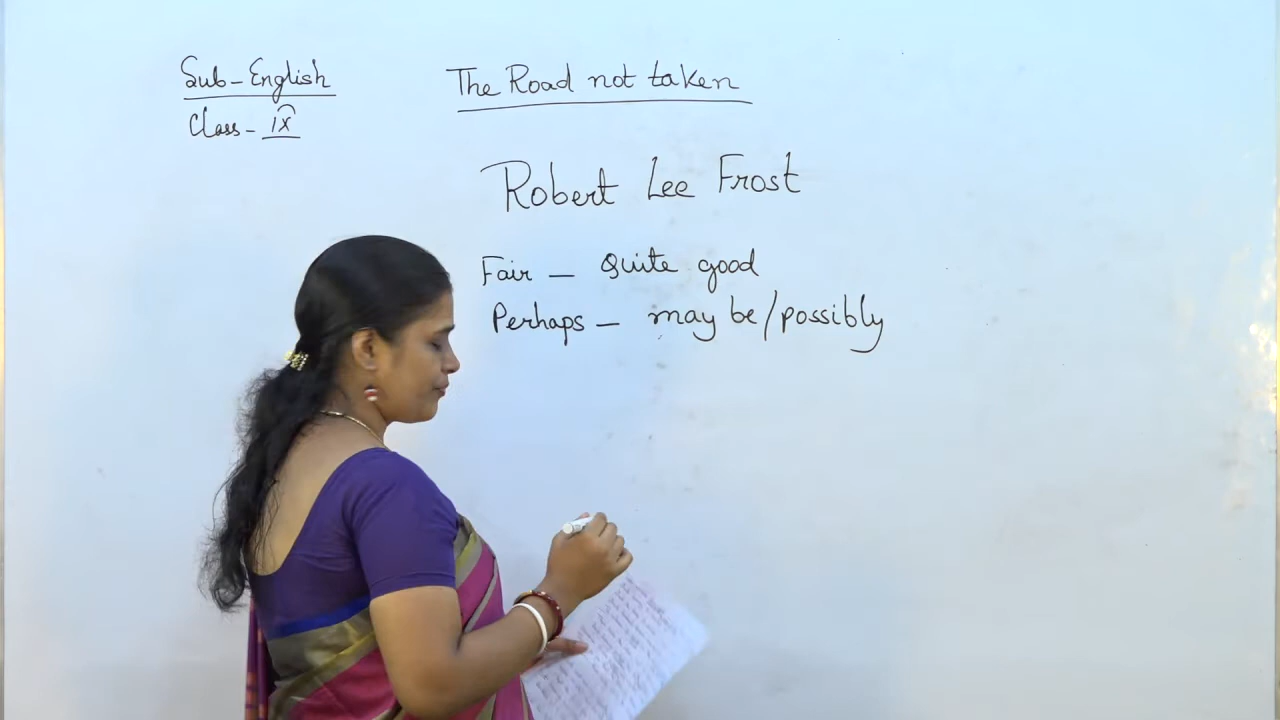 Sub - English
Class - IX
The Road not taken
Robert Lee Frost
Fair - Quite good
Perhaps - may be/possibly